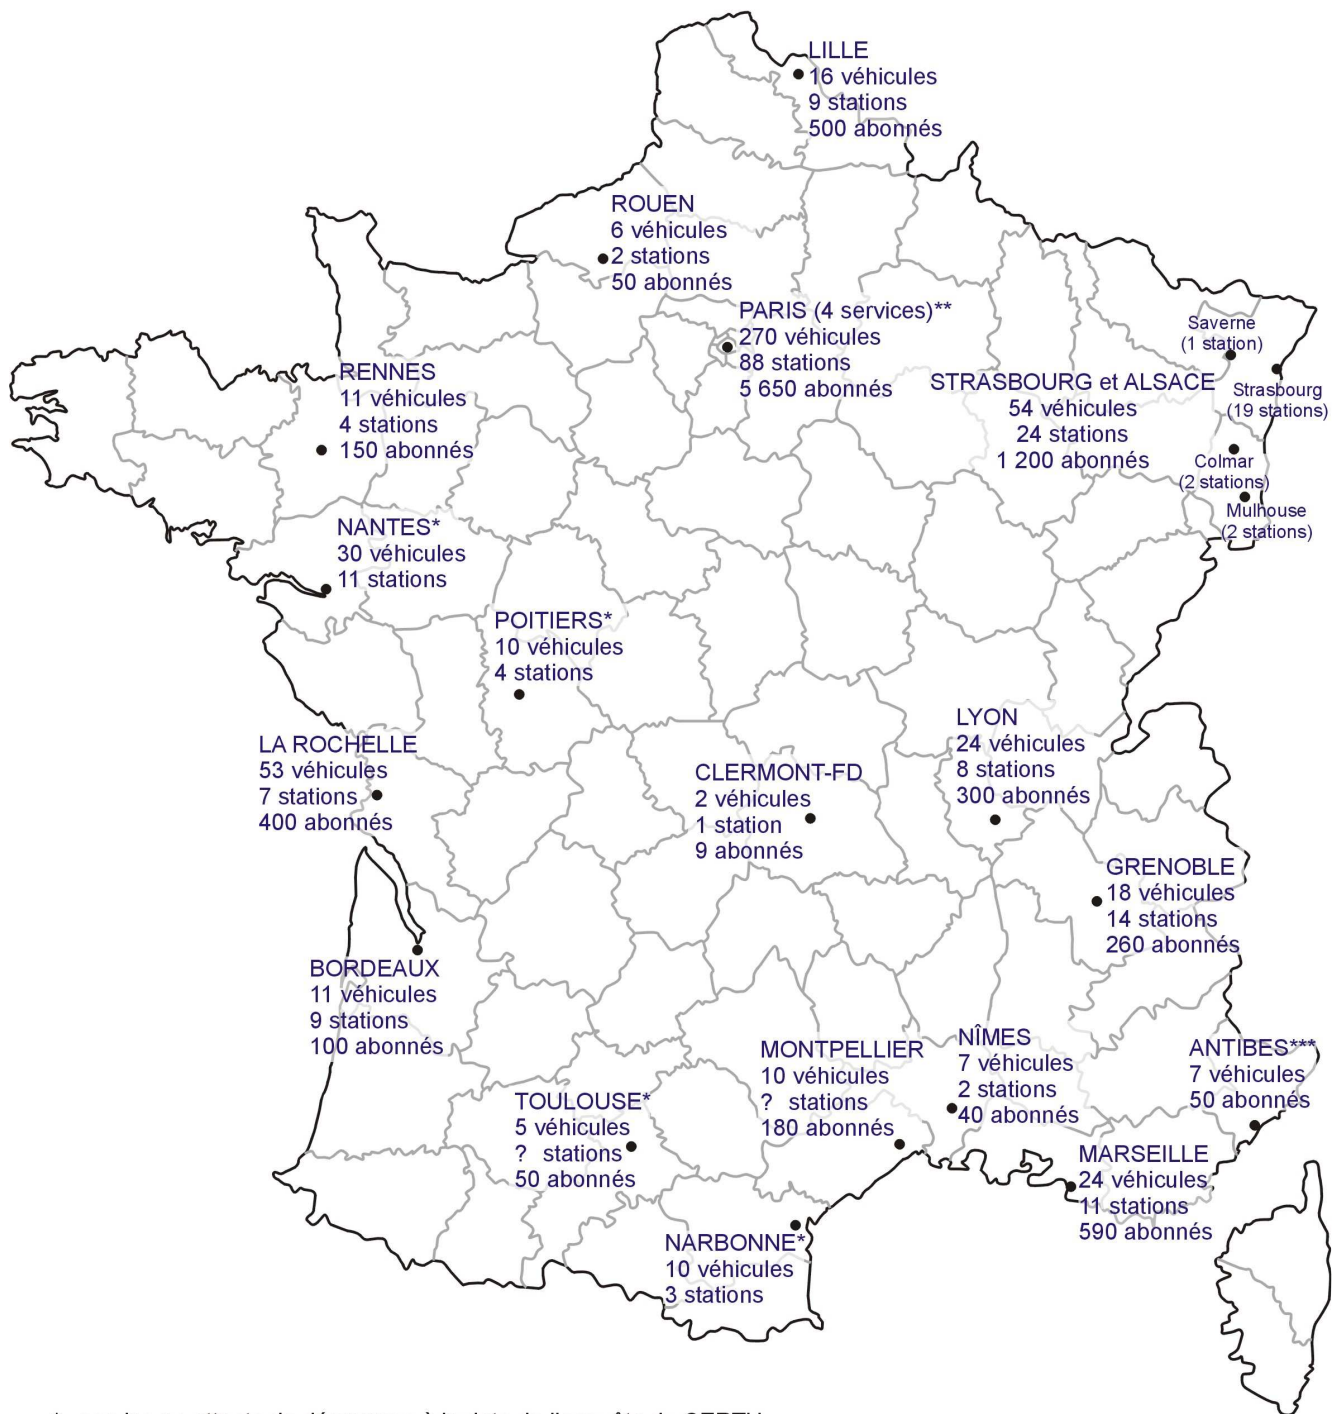 LILLE
16 véhicules
9 stations
500 abonnés
ROUEN
6 véhicules
2 stations
50 abonnés
PARIS (4 services)**
270 véhicules
88 stations
5 650 abonnés
Saverne
(1 station)
STRASBOURG et ALSACE
54 véhicules
24 stations
1 200 abonnés
Strasbourg
(19 stations)
Colmar
(2 stations)
Mulhouse
(2 stations)
RENNES
11 véhicules
4 stations
150 abonnés
NANTES*
30 véhicules
11 stations
POITIERS*
10 véhicules
4 stations
LA ROCHELLE
53 véhicules
7 stations
400 abonnés
CLERMONT-FD
2 véhicules
1 station
9 abonnés
LYON
24 véhicules
8 stations
300 abonnés
GRENOBLE
18 véhicules
14 stations
260 abonnés
BORDEAUX
11 véhicules
9 stations
100 abonnés
MONTPELLIER
10 véhicules
? stations
180 abonnés
NÎMES
7 véhicules
2 stations
40 abonnés
ANTIBES***
7 véhicules
50 abonnés
TOULOUSE*
5 véhicules
? stations
50 abonnés
MARSEILLE
24 véhicules
11 stations
590 abonnés
NARBONNE*
10 véhicules
3 stations